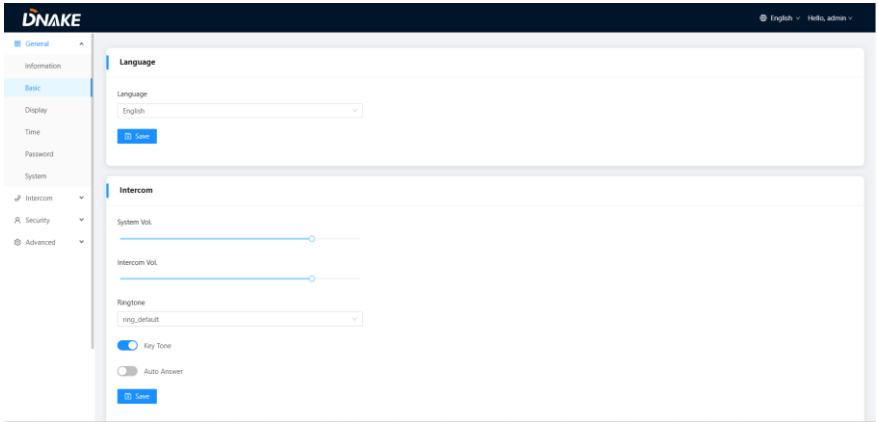 DNAKE
English Hello, admin
General
Information
Basic
Display
Time
Password
System
Intercom
Security
Advanced
Language
Language
English
Save
Intercom
System Vol.
Intercom Vol.
Ringtone
ring_default
Key Tone
Auto Answer
Save